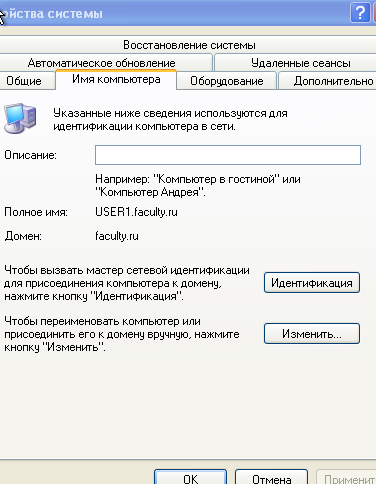 ойства системы
Восстановление системы
Автоматическое обновление
Удаленные сеансы
Общие
Имя компьютера
Оборудование
Дополнительно
Указанные ниже сведения используются для
идентификации компьютера в сети.
Описание:
Например: "Компьютер в гостиной" или
"Компьютер Андрея".
Полное имя:
USER1.faculty.ru
Домен:
faculty.ru
Чтобы вызвать мастер сетевой идентификации
для присоединения компьютера к домену,
нажмите кнопку "Идентификация".
Идентификация
Чтобы переименовать компьютер или
присоединить его к домену вручную, нажмите
кнопку "Изменить".
Изменить...
OK
Отмена
Применит